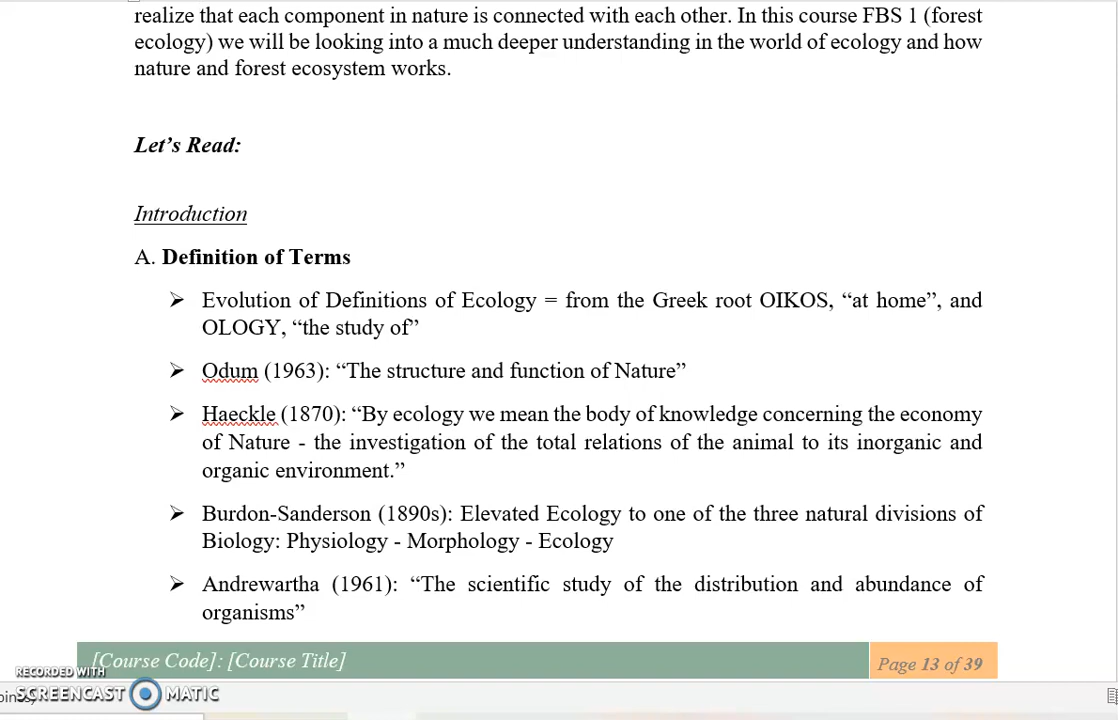 realize that each component in nature is connected with each other. In this course FBS 1 (forest
ecology) we will be looking into a much deeper understanding in the world of ecology and how
nature and forest ecosystem works.
Let’s Read:
Introduction
A. Definition of Terms
➢ Evolution of Definitions of Ecology = from the Greek root OIKOS, “at home”, and
OLOGY, “the study of”
➢ Odum (1963): “The structure and function of Nature”
➢ Haeckle (1870): “By ecology we mean the body of knowledge concerning the economy
of Nature - the investigation of the total relations of the animal to its inorganic and
organic environment.”
➢ Burdon-Sanderson (1890s): Elevated Ecology to one of the three natural divisions of
Biology: Physiology - Morphology - Ecology
➢ Andrewartha (1961): “The scientific study of the distribution and abundance of
organisms”
[Course Code]: [Course Title]
Page 13 of 39
RECORDED WITH
SCREENCAST MATIC